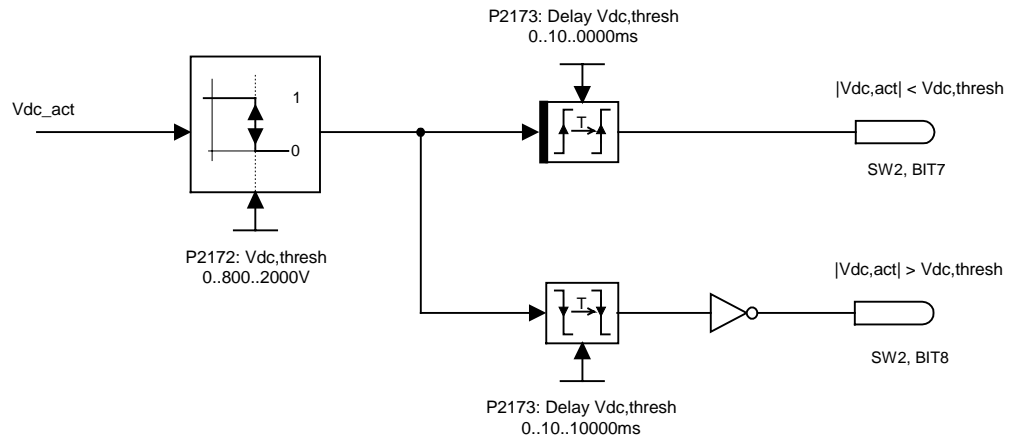 P2173: Delay Vdc,thresh
0..10..0000ms
|Vdc,act| < Vdc,thresh
Vdc_act
1
T
0
SW2, BIT7
P2172: Vdc,thresh
0..800..2000V
|Vdc,act| > Vdc,thresh
T
SW2, BIT8
P2173: Delay Vdc,thresh
0..10..10000ms